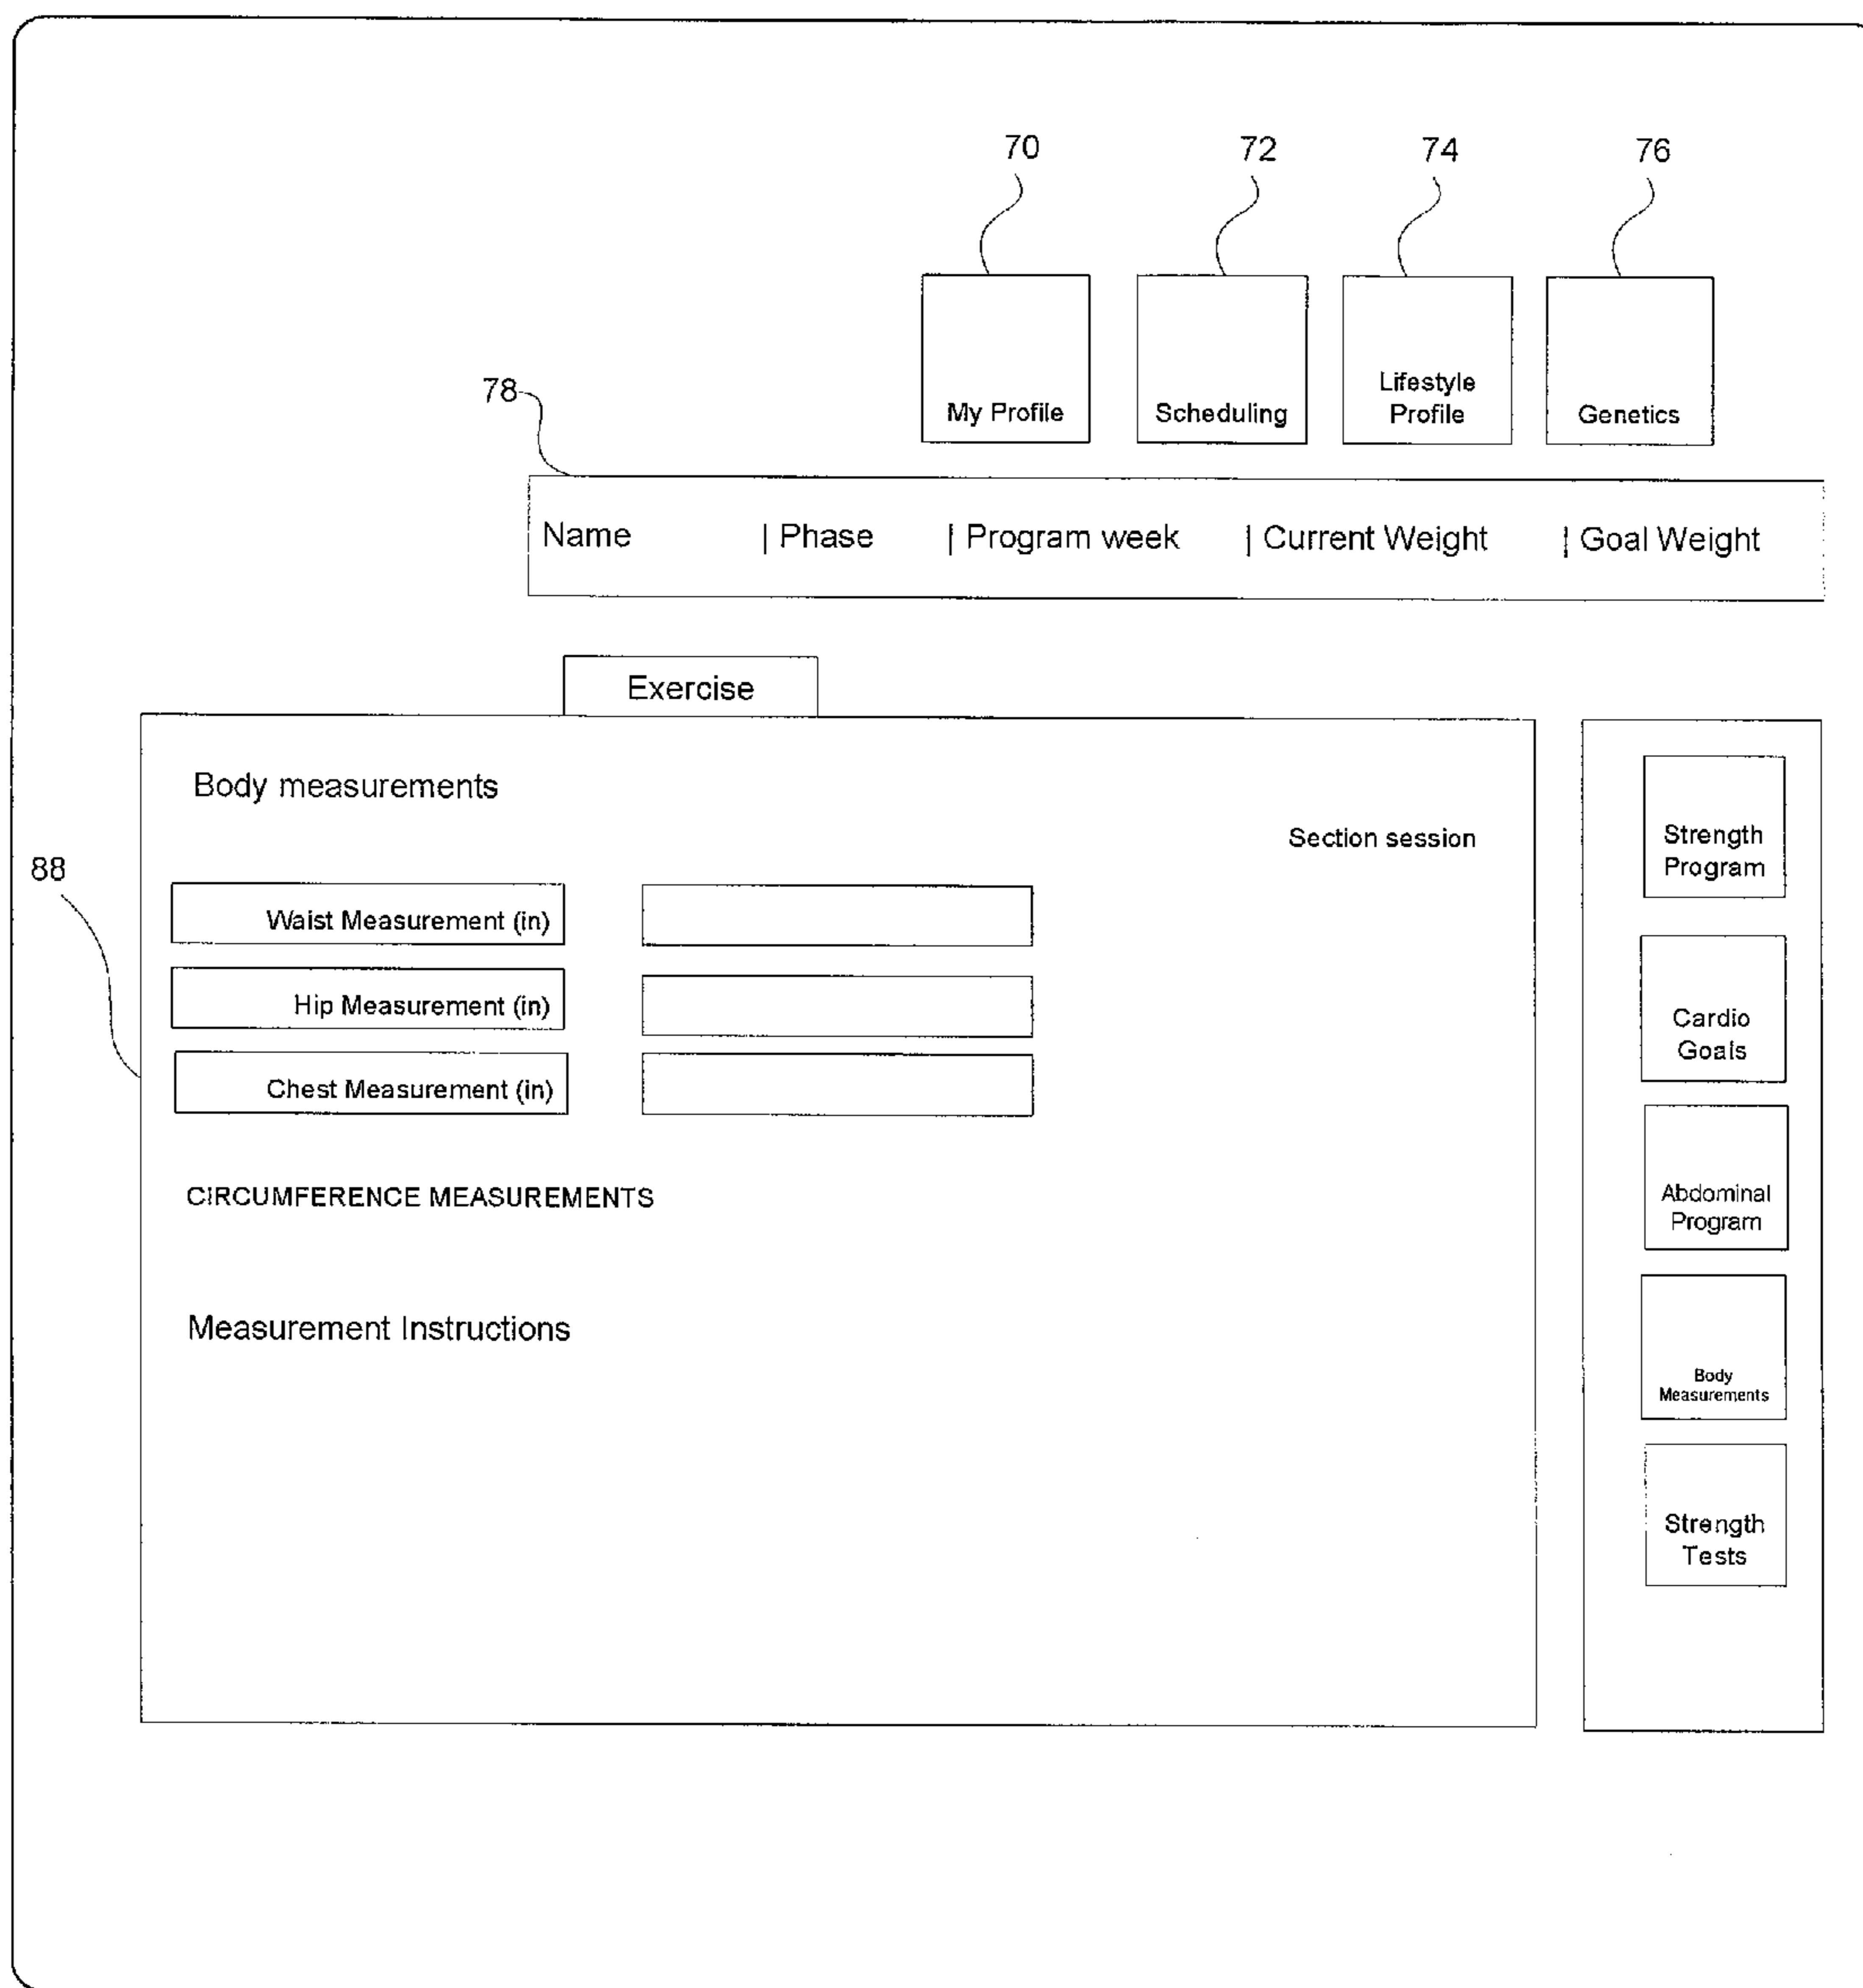 70
72
74
76
My Profile
Scheduling
Lifestyle
Profile
Genetics
78
Name | Phase | Program week | Current Weight | Goal Weight
Exercise
Body measurements
Section session
88
Waist Measurement (in)
Hip Measurement (in)
Chest Measurement (in)
CIRCUMFERENCE MEASUREMENTS
Measurement Instructions
Strength
Program
Cardio
Goals
Abdominal
Program
Body
Measurements
Strength
Tests